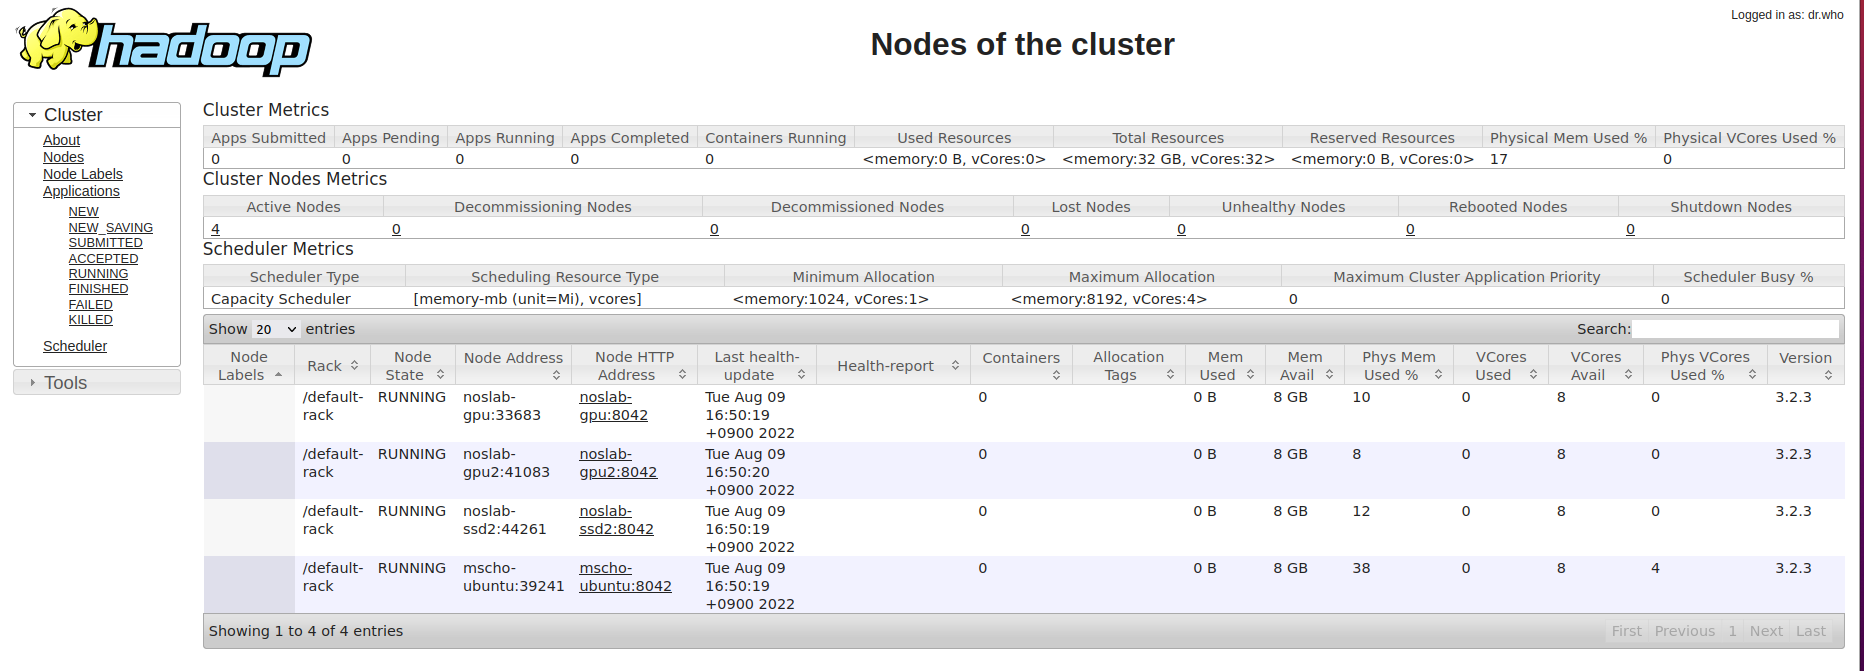 hadoop
Logged in as: dr.who
Nodes of the cluster
Cluster
About
Nodes
Node Labels
Applications
NEW
NEW_SAVING
SUBMITTED
ACCEPTED
RUNNING
FINISHED
FAILED
KILLED
Scheduler
Tools
Cluster Metrics
Apps Submitted Apps Pending Apps Running Apps Completed Containers Running Used Resources Total Resources Reserved Resources Physical Mem Used % Physical VCores Used %
0 0 0 0 0 <memory:0 B, vCores:0> <memory:32 GB, vCores:32> <memory:0 B, vCores:0> 17 0
Cluster Nodes Metrics
Active Nodes Decommissioning Nodes Decommissioned Nodes Lost Nodes Unhealthy Nodes Rebooted Nodes Shutdown Nodes
4 0 0 0 0 0 0
Scheduler Metrics
Scheduler Type Scheduling Resource Type Minimum Allocation Maximum Allocation Maximum Cluster Application Priority Scheduler Busy %
Capacity Scheduler [memory-mb (unit=Mi), vcores] <memory:1024, vCores:1> <memory:8192, vCores:4> 0 0
Show 20 entries Search:
Node Node Node HTTP Last health- Allocation Mem Mem Phys Mem VCores VCores Phys VCores
Rack Node Address Health-report Containers Version
Labels State Address update Tags Used Avail Used % Used Avail Used %
/default- RUNNING noslab- noslab- Tue Aug 09 0 0 B 8 GB 10 0 8 0 3.2.3
rack gpu:33683 gpu:8042 16:50:19
+0900 2022
/default- RUNNING noslab- noslab- Tue Aug 09 0 0 B 8 GB 8 0 8 0 3.2.3
rack gpu2:41083 gpu2:8042 16:50:20
+0900 2022
/default- RUNNING noslab- noslab- Tue Aug 09 0 0 B 8 GB 12 0 8 0 3.2.3
rack ssd2:44261 ssd2:8042 16:50:19
+0900 2022
/default- RUNNING mscho- mscho- Tue Aug 09 0 0 B 8 GB 38 0 8 4 3.2.3
rack ubuntu:39241 ubuntu:8042 16:50:19
+0900 2022
Showing 1 to 4 of 4 entries First Previous 1 Next Last